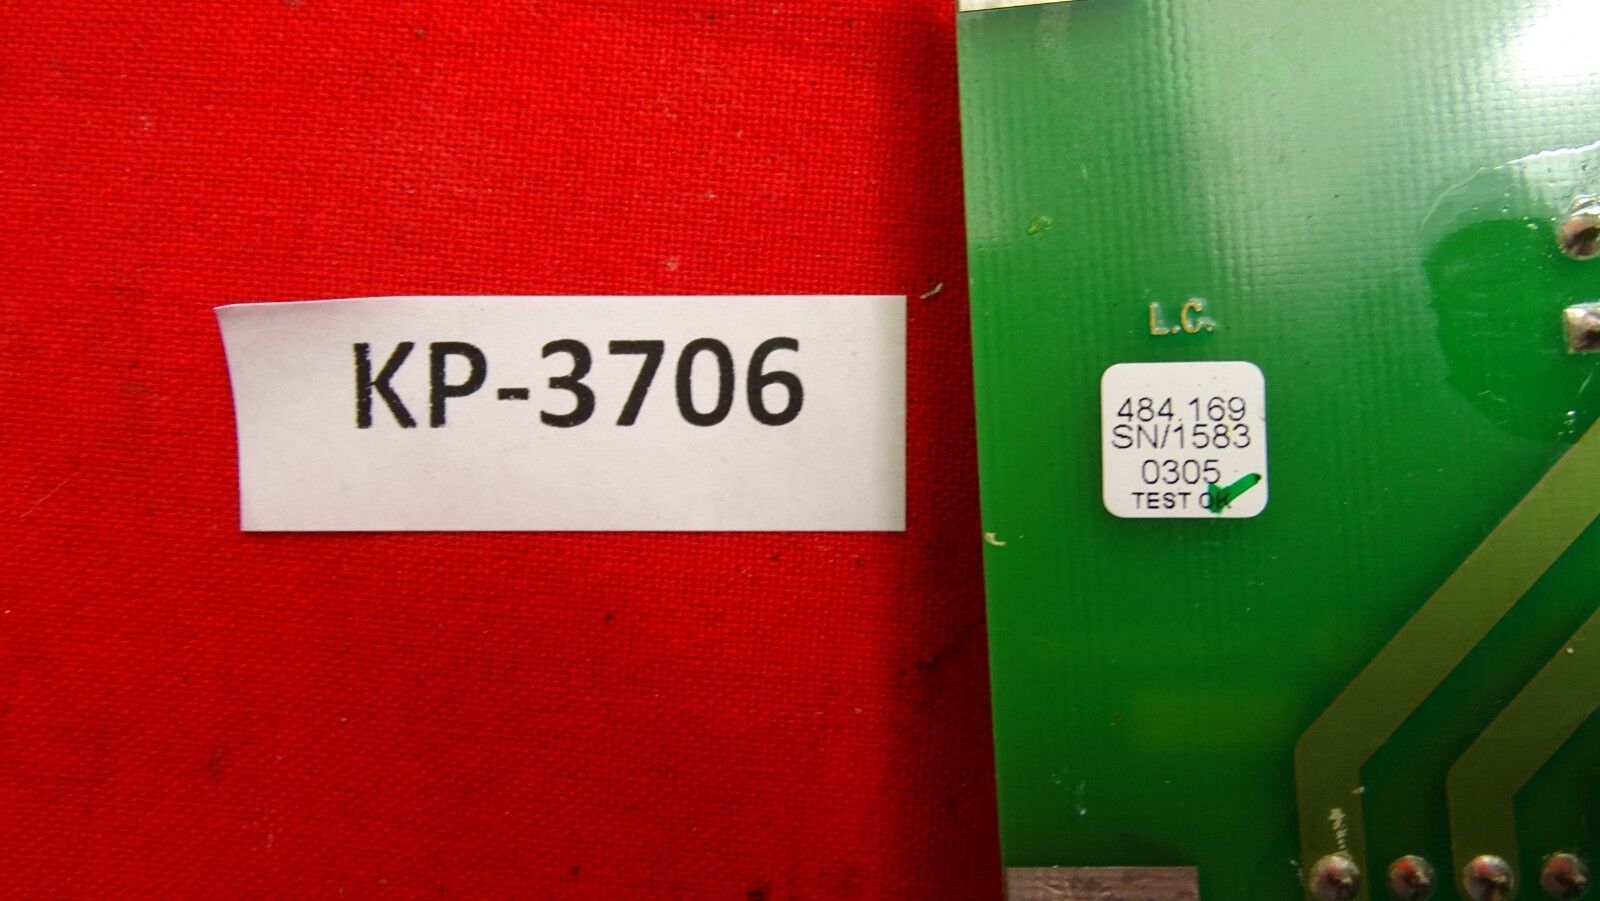 KP-3706
L.C.
484.169
SN/1583
0305
TEST OK